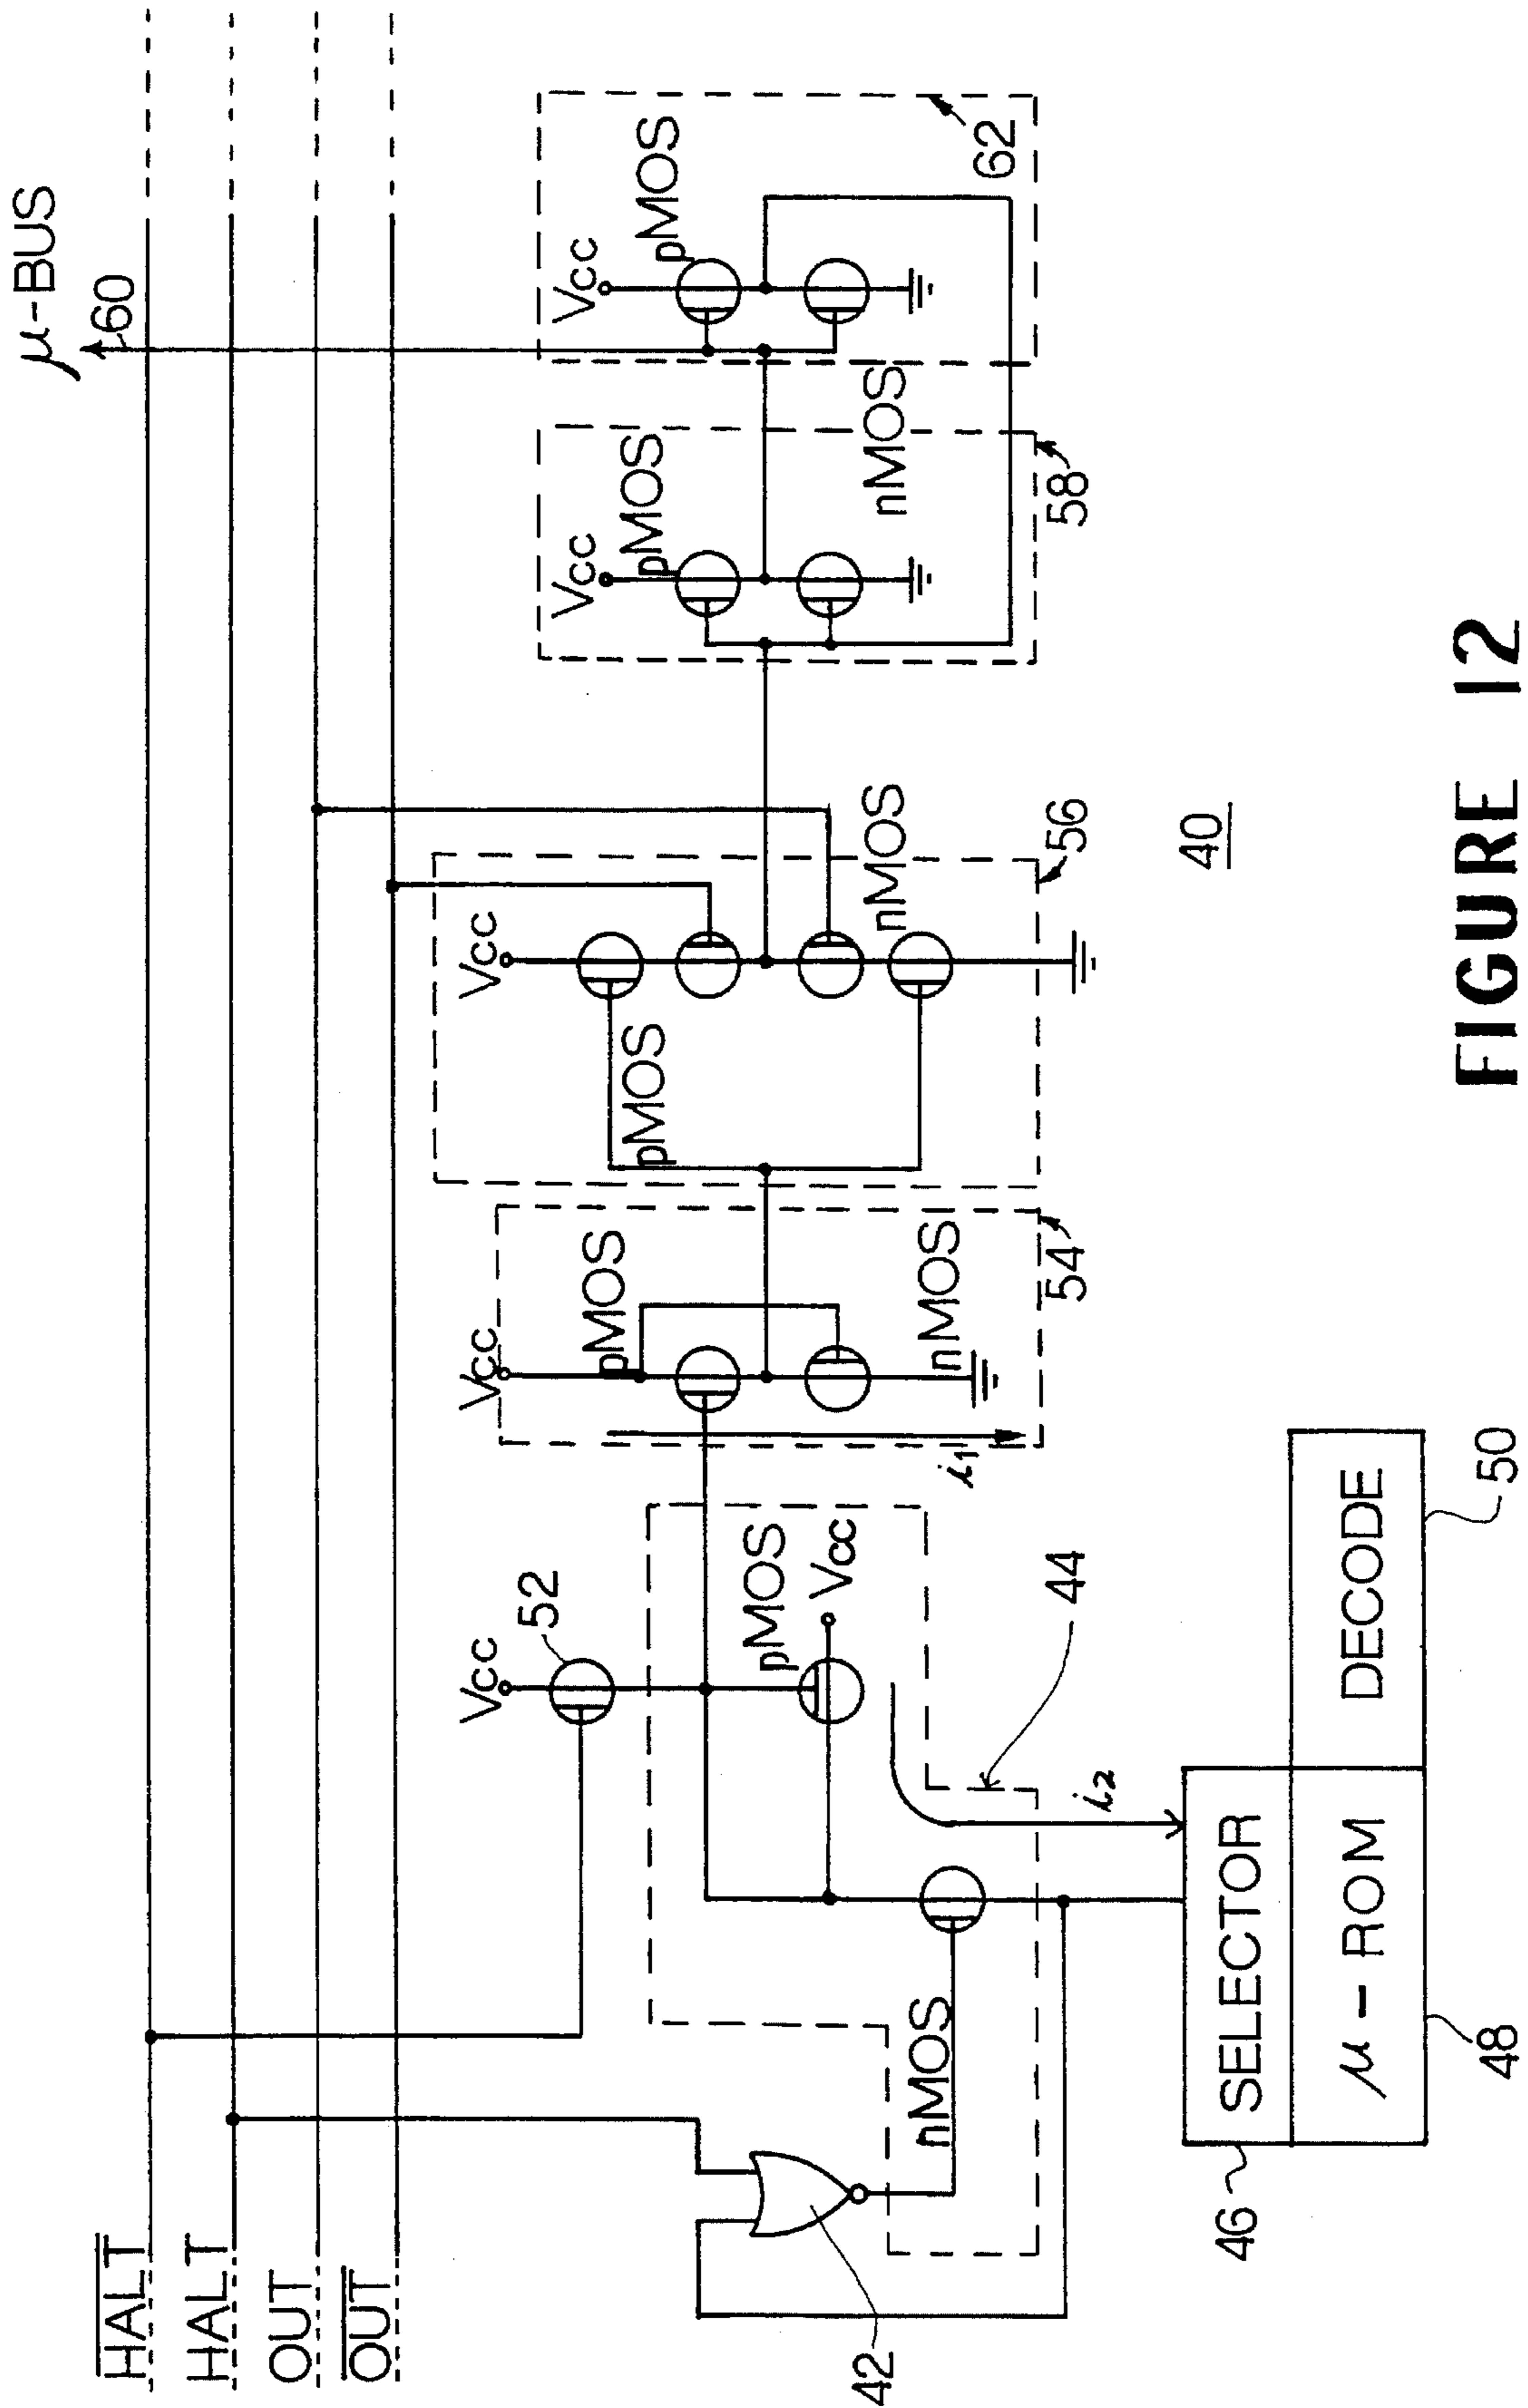 μ-BUS
60
HALT
HALT
OUT
OUT
Vcc
52
Vcc
pMOS
Vcc
pMOS
Vcc
pMOS
Vcc
pMOS
pMOS
Vcc
nMOS
nMOS
nMOS
nMOS
i1
i2
42
44
54
56
58
62
40
46
SELECTOR
μ-ROM
DECODE
48
50
FIGURE 12